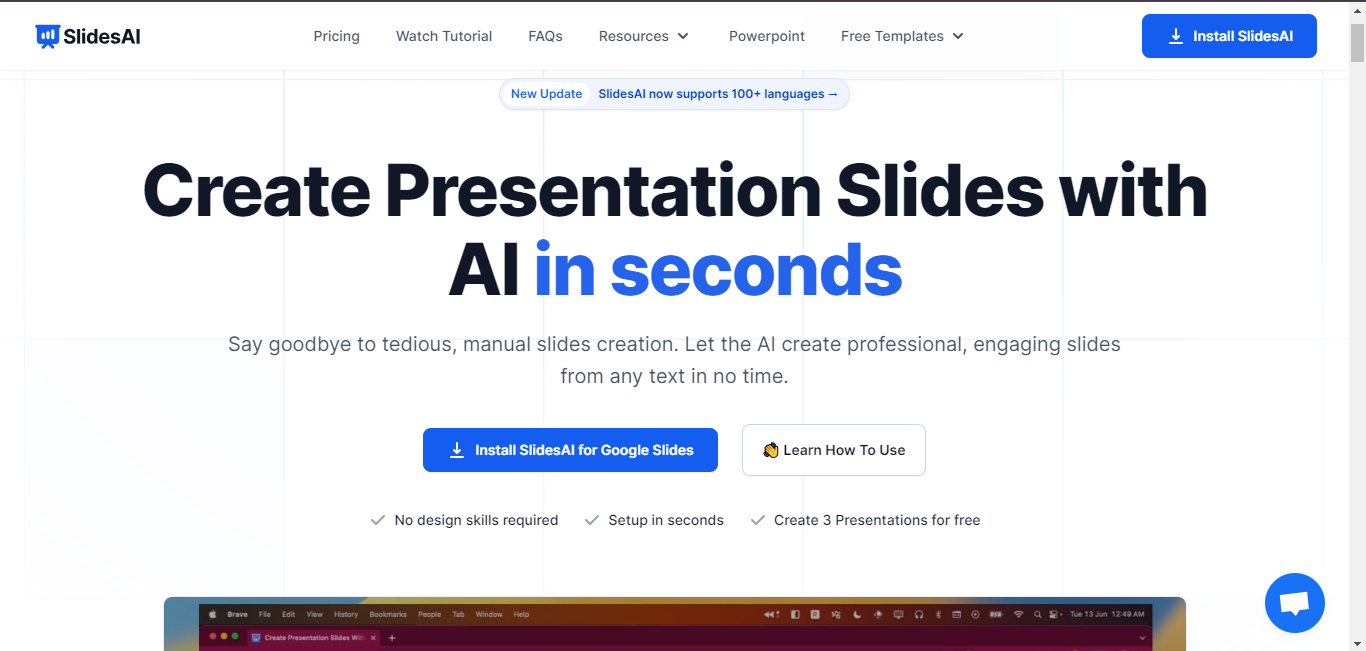 SlidesAI
Pricing
Watch Tutorial
FAQs
Resources
Powerpoint
Free Templates
Install SlidesAI
New Update SlidesAI now supports 100+ languages →
Create Presentation Slides with
AI in seconds
Say goodbye to tedious, manual slides creation. Let the AI create professional, engaging slides
from any text in no time.
Install SlidesAI for Google Slides
👏 Learn How To Use
No design skills required
Setup in seconds
Create 3 Presentations for free
Brave File Edit View History Bookmarks People Tab Window Help
Tue 13 Jun 12:49 AM
Create Presentation Slides With